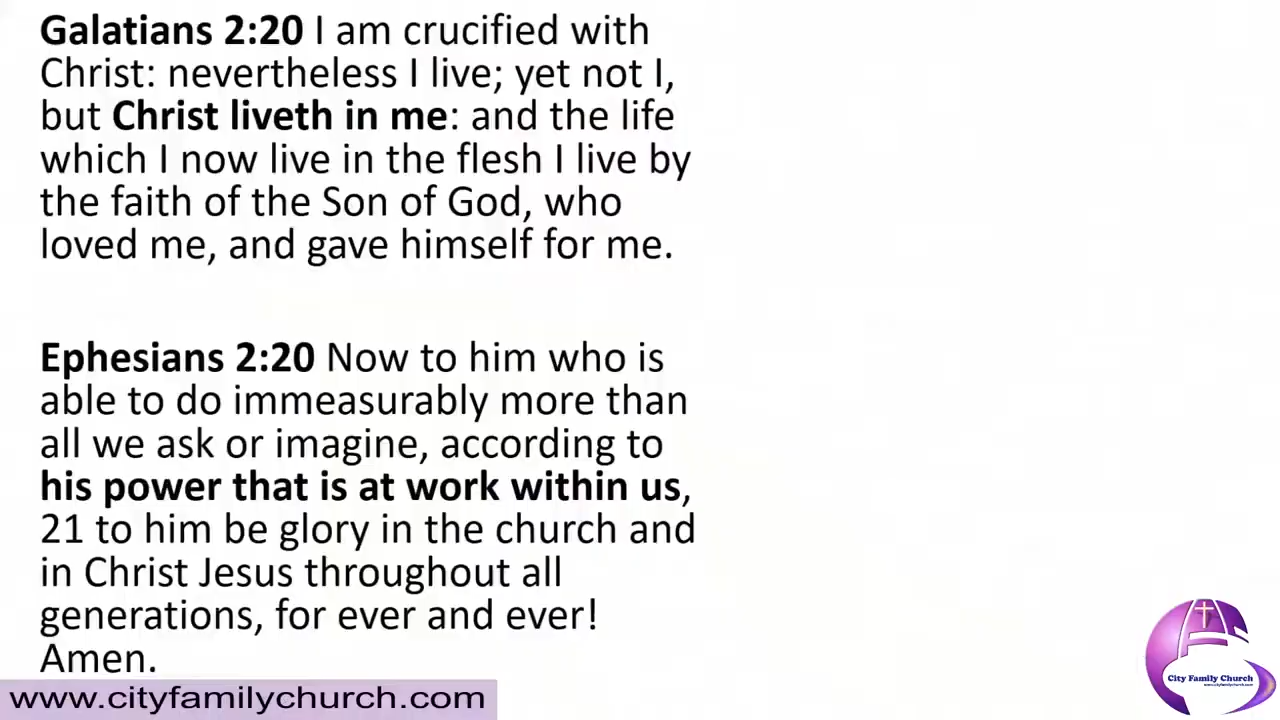 Galatians 2:20 I am crucified with
Christ: nevertheless I live; yet not I,
but Christ liveth in me: and the life
which I now live in the flesh I live by
the faith of the Son of God, who
loved me, and gave himself for me.
Ephesians 2:20 Now to him who is
able to do immeasurably more than
all we ask or imagine, according to
his power that is at work within us,
21 to him be glory in the church and
in Christ Jesus throughout all
generations, for ever and ever!
Amen.
www.cityfamilychurch.com
City Family Church